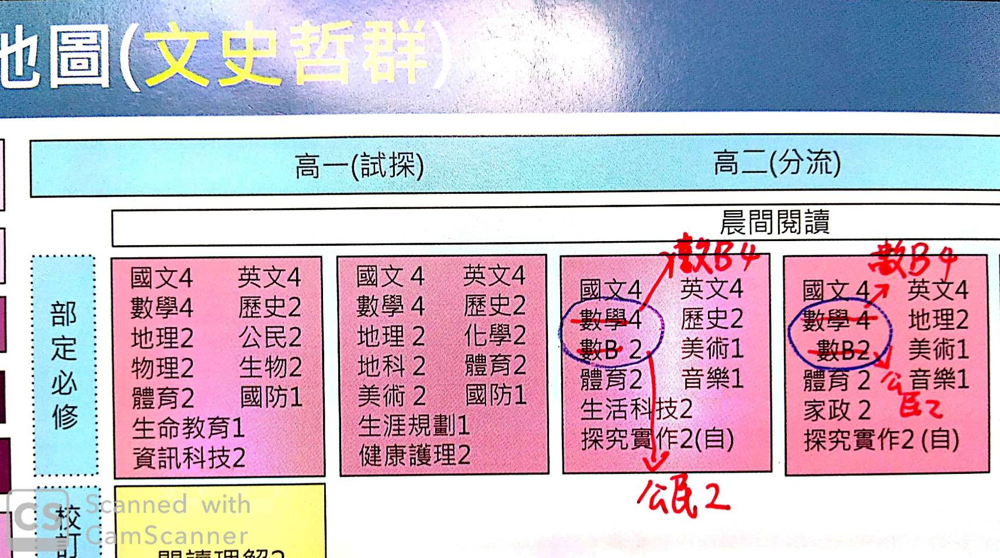 地圖(文史哲群)
高一(試探) 高二(分流)
晨間閱讀
部定必修
國文4 英文4
數學4 歷史2
地理2 公民2
物理2 生物2
體育2 國防1
生命教育1
資訊科技2
國文4 英文4
數學4 歷史2
地理2 化學2
地科2 體育2
美術2 國防1
生涯規劃1
健康護理2
數B4
國文4 英文4
數學4 歷史2
數B 2 美術1
體育2 音樂1
生活科技2
探究實作2(自)
公民2
數B4
國文4 英文4
數學4 地理2
數B2 美術1
體育2 音樂1
公民2
家政2
探究實作2(自)
校訂
閱讀理解2
CS Scanned with
CamScanner